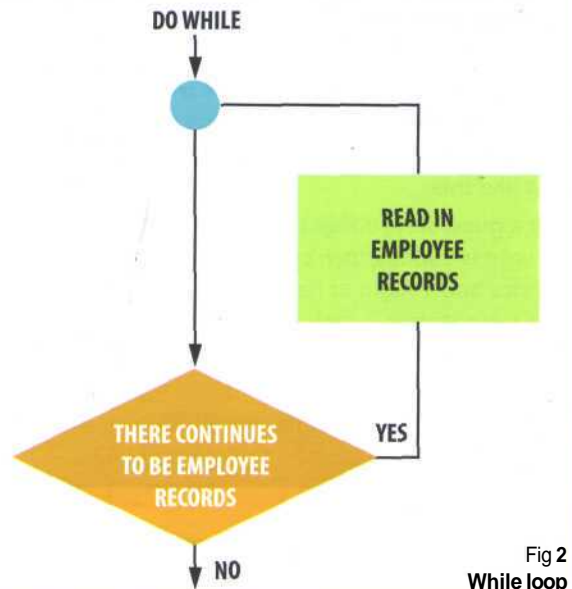 DO WHILE
READ IN
EMPLOYEE
RECORDS
THERE CONTINUES
TO BE EMPLOYEE
RECORDS
YES
NO
Fig 2
While loop